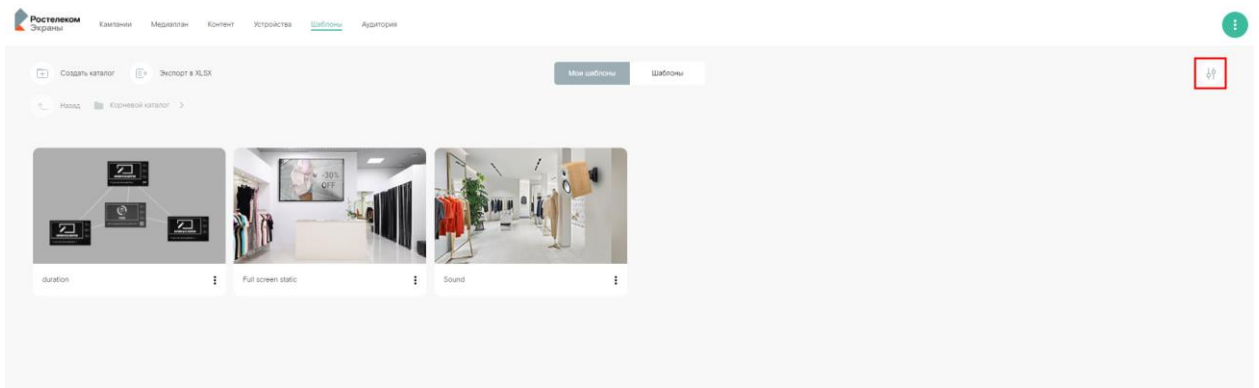 Ростелеком
Экраны
Кампании Медиаплан Контент Устройства Шаблоны Аудитория
Создать каталог Экспорт в XLSX Мои шаблоны Шаблоны
Назад Корневой каталог
-30%
OFF
duration Full screen static Sound